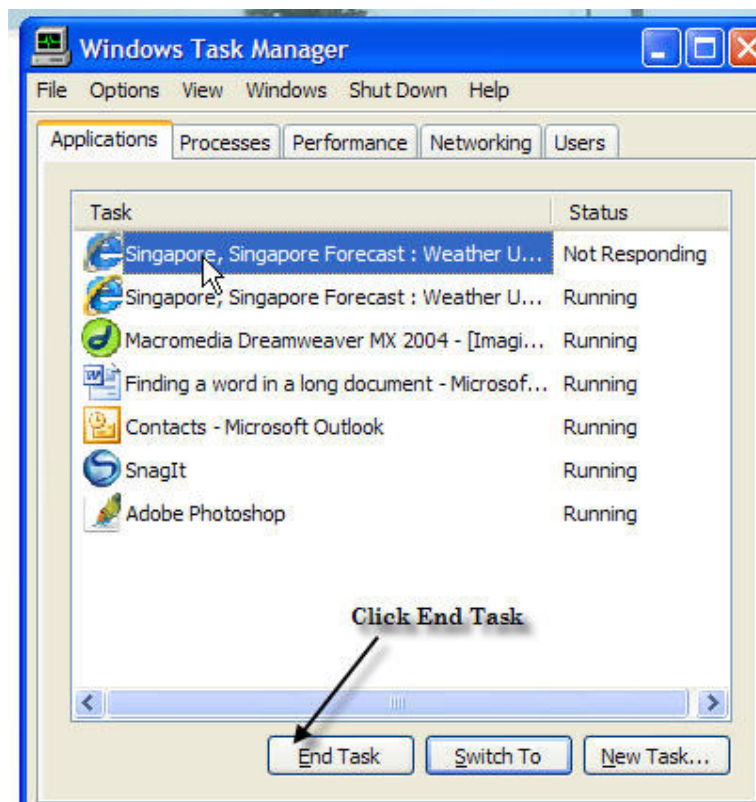 Windows Task Manager
File Options View Windows Shut Down Help
Applications Processes Performance Networking Users
Task Status
Singapore, Singapore Forecast : Weather U... Not Responding
Singapore, Singapore Forecast : Weather U... Running
Macromedia Dreamweaver MX 2004 - [Imagi... Running
Finding a word in a long document - Microsof... Running
Contacts - Microsoft Outlook Running
SnagIt Running
Adobe Photoshop Running
Click End Task
End Task Switch To New Task...